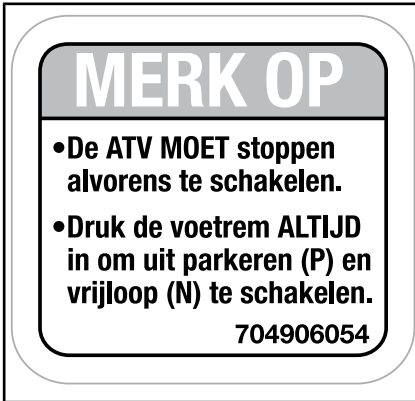 MERK OP
•De ATV MOET stoppen
alvorens te schakelen.
•Druk de voetrem ALTIJD
in om uit parkeren (P) en
vrijloop (N) te schakelen.
704906054